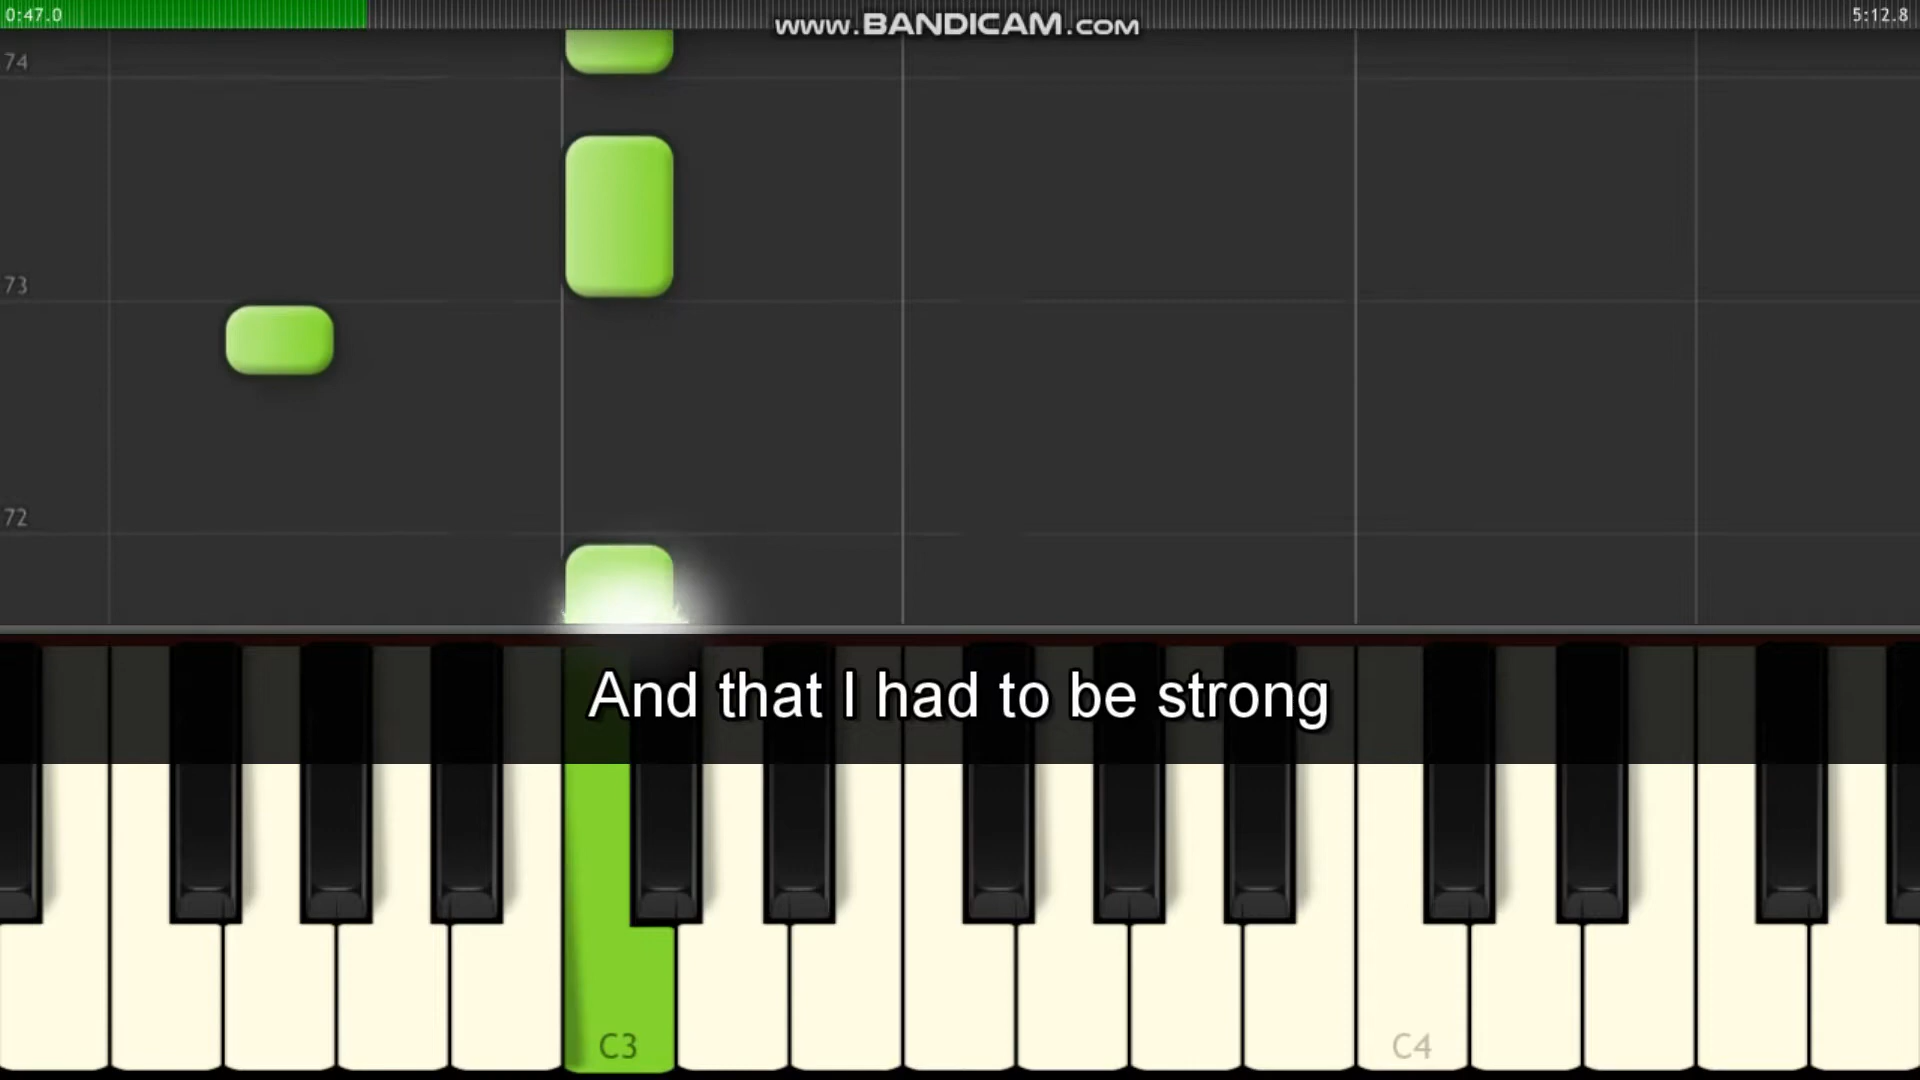 0:47.0
www.BANDICAM.com
5:12.8
74
73
72
And that I had to be strong
C3
C4